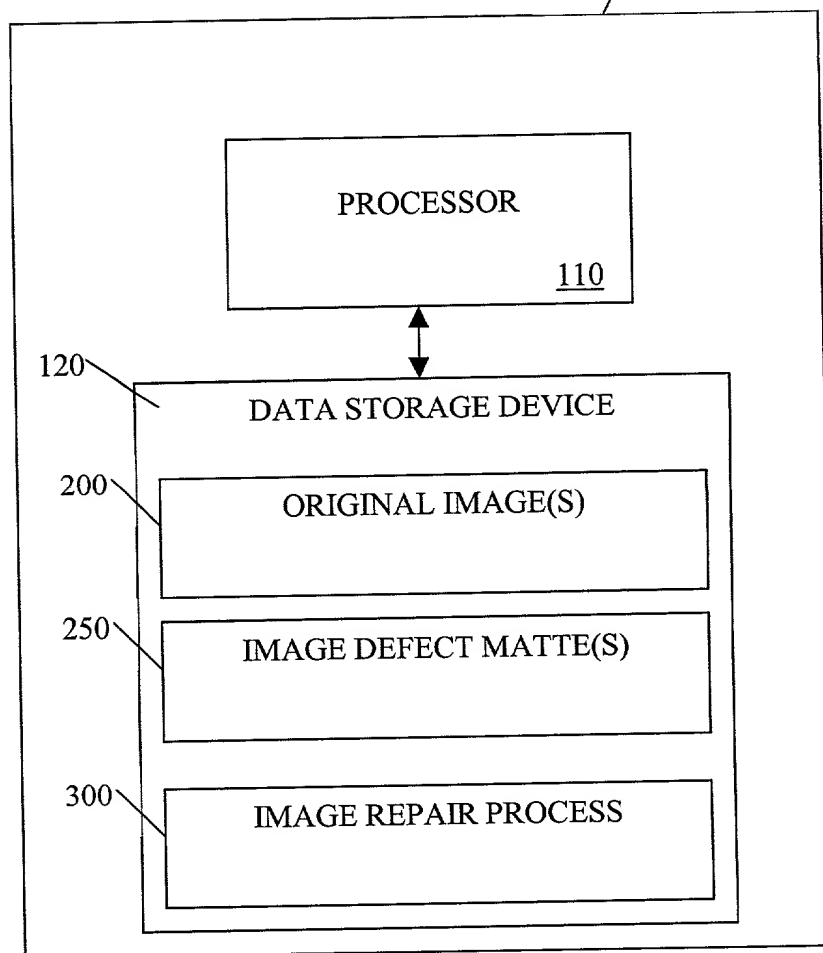 PROCESSOR
110
120
DATA STORAGE DEVICE
200
ORIGINAL IMAGE(S)
250
IMAGE DEFECT MATTE(S)
300
IMAGE REPAIR PROCESS